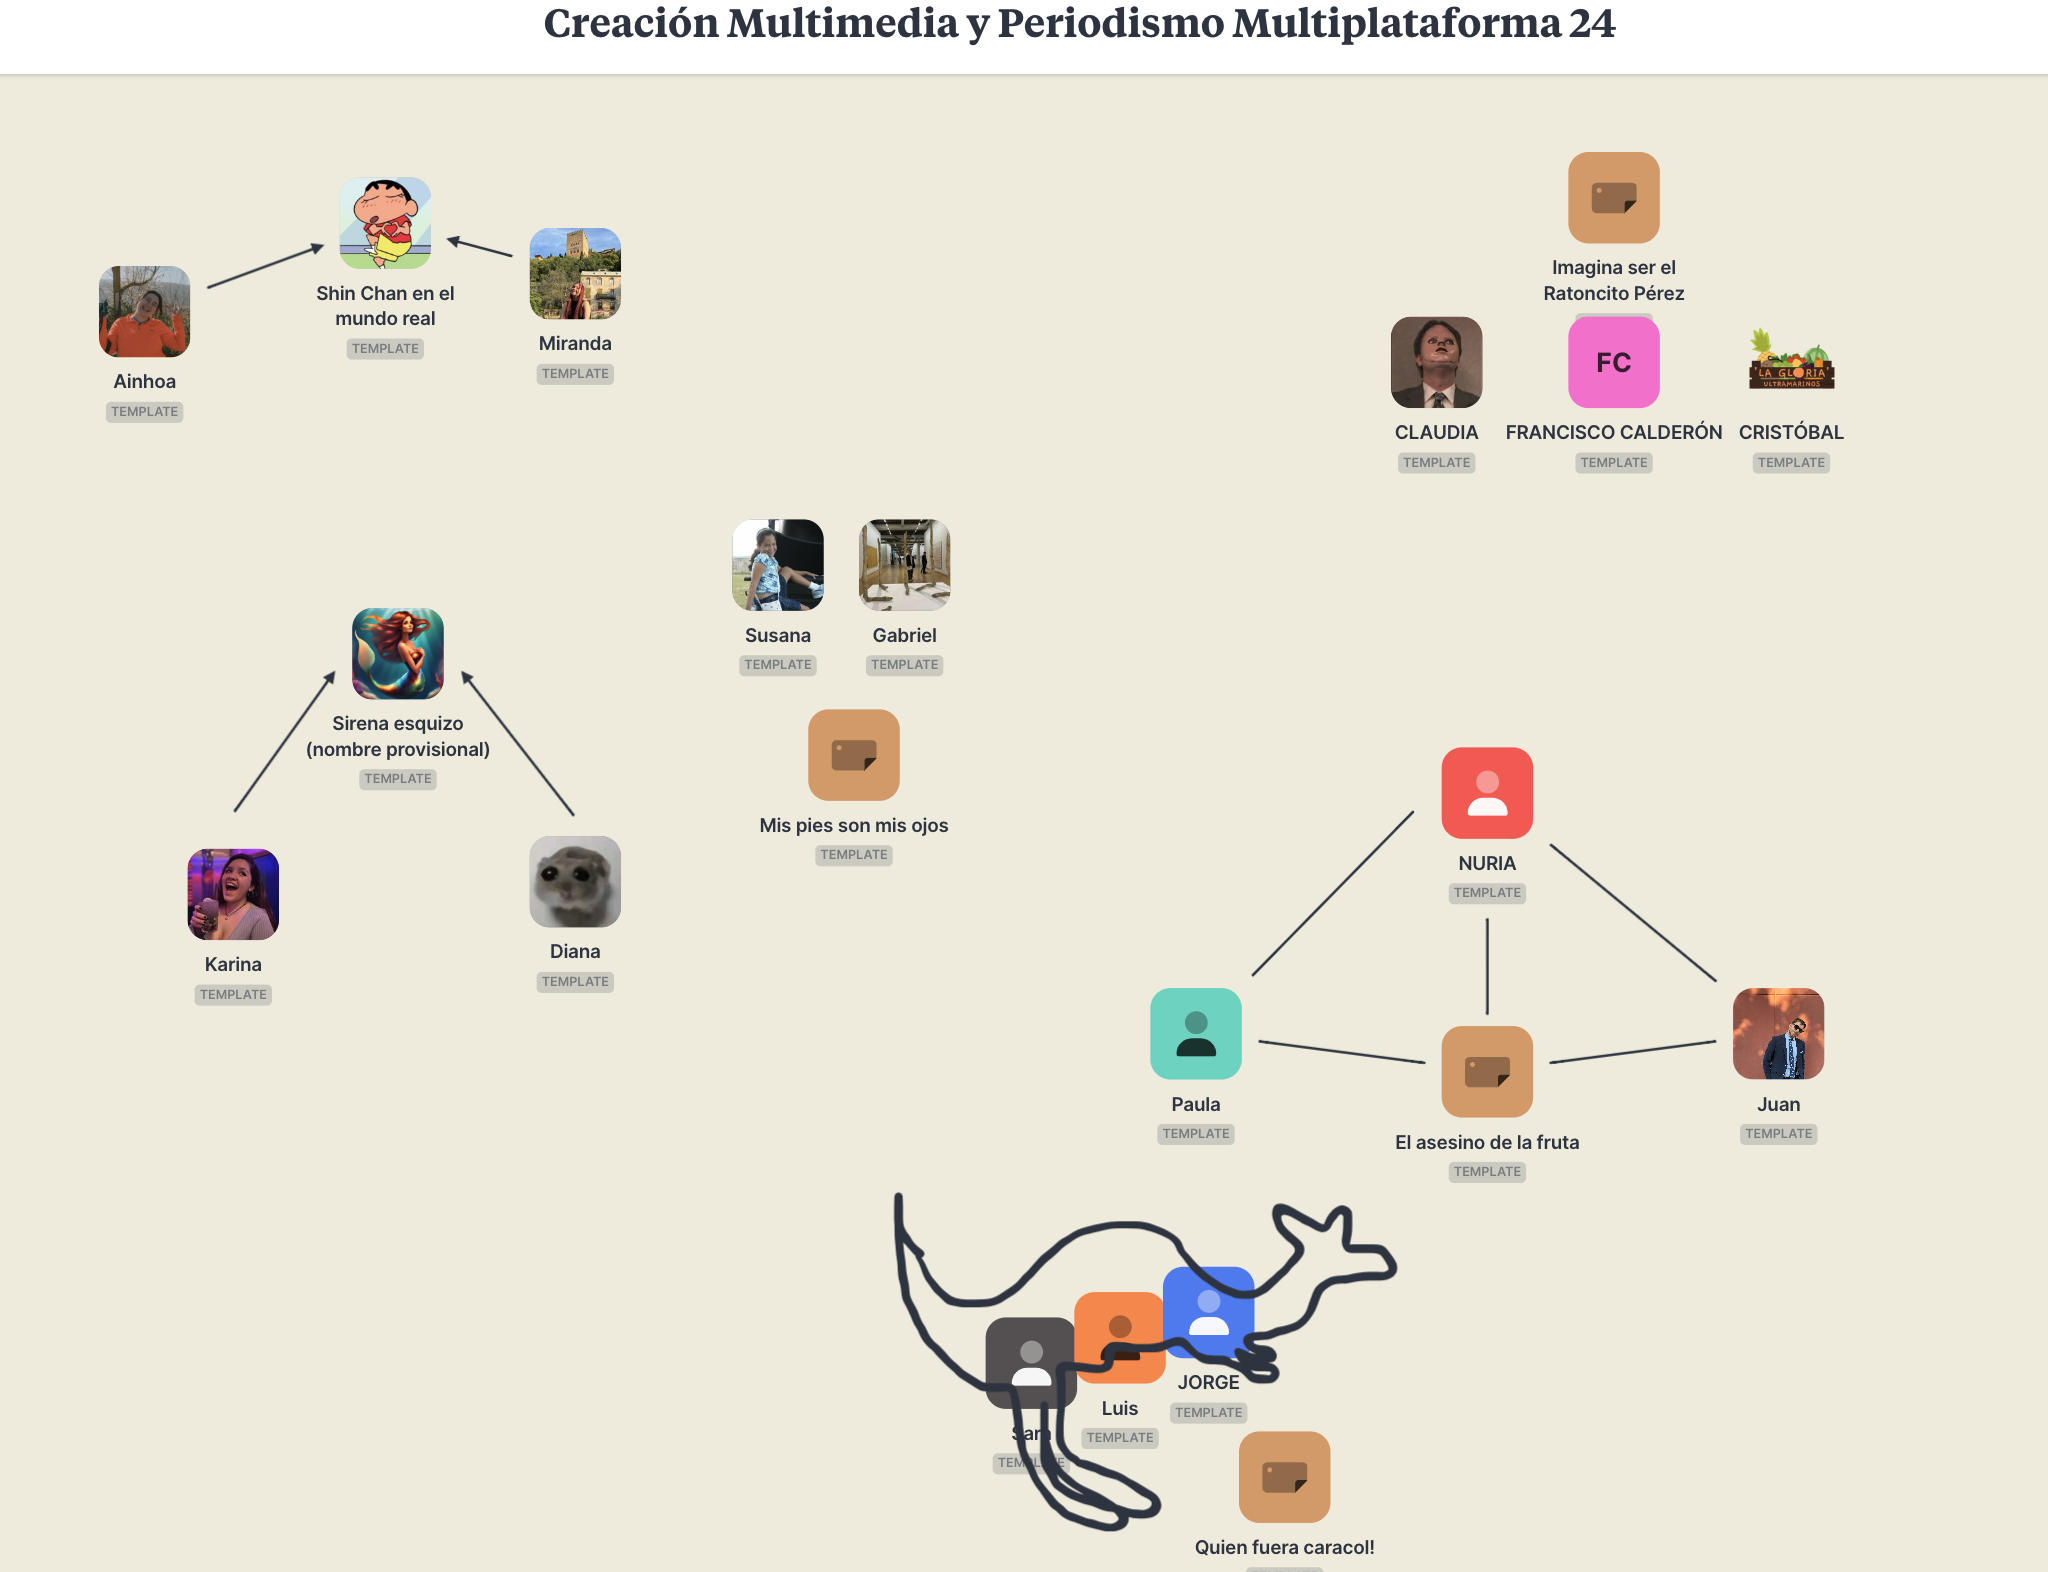 Creación Multimedia y Periodismo Multiplataforma 24
Shin Chan en el
mundo real
TEMPLATE
Ainhoa
TEMPLATE
Miranda
TEMPLATE
Imagina ser el
Ratoncito Pérez
LA GLORIA
ULTRAMARINOS
FC
CLAUDIA
TEMPLATE
FRANCISCO CALDERÓN
TEMPLATE
CRISTÓBAL
TEMPLATE
Susana
TEMPLATE
Gabriel
TEMPLATE
Sirena esquizo
(nombre provisional)
TEMPLATE
Mis pies son mis ojos
TEMPLATE
Karina
TEMPLATE
Diana
TEMPLATE
NURIA
TEMPLATE
Paula
TEMPLATE
El asesino de la fruta
TEMPLATE
Juan
TEMPLATE
JORGE
TEMPLATE
Luis
TEMPLATE
Sara
TEMPLATE
Quien fuera caracol!